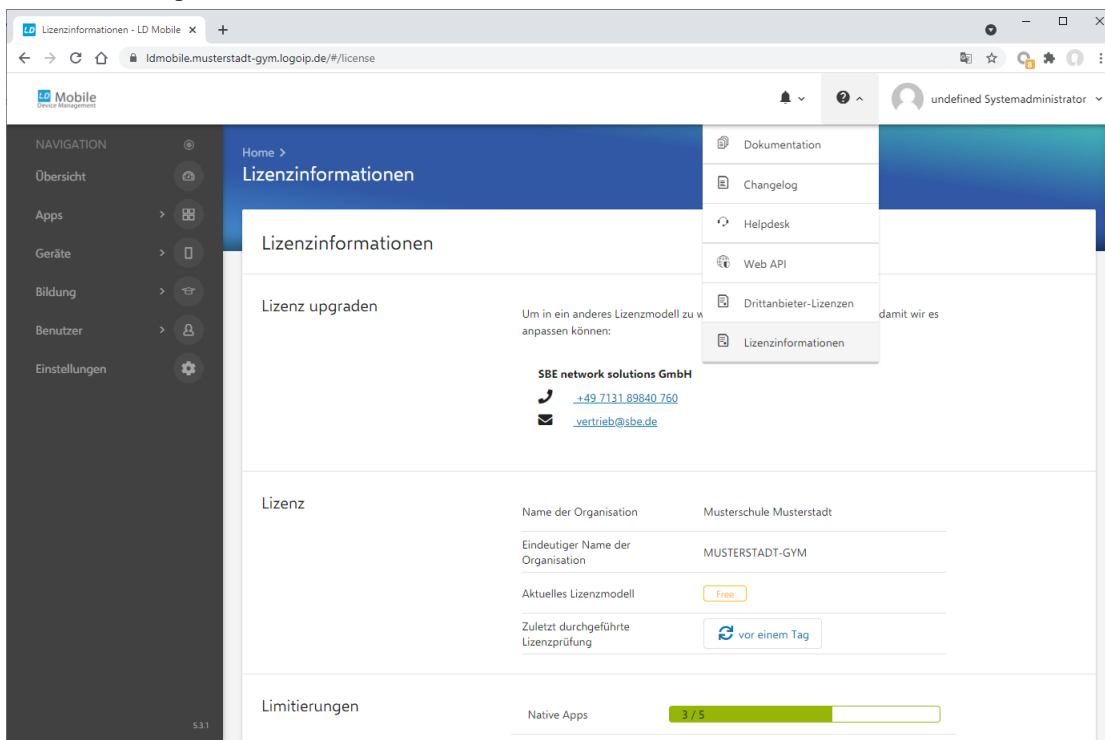 LD Lizenzinformationen - LD Mobile
ldmobile.musterstadt-gym.logoip.de/#/license
8
LD Mobile
Device Management
undefined Systemadministrator
NAVIGATION
Übersicht
Apps
Geräte
Bildung
Benutzer
Einstellungen
5.3.1
Home >
Lizenzinformationen
Dokumentation
Changelog
Helpdesk
Web API
Drittanbieter-Lizenzen
Lizenzinformationen
Lizenzinformationen
Lizenz upgraden
Um in ein anderes Lizenzmodell zu w damit wir es
anpassen können:
SBE network solutions GmbH
+49 7131 89840 760
vertrieb@sbe.de
Lizenz
Name der Organisation Musterschule Musterstadt
Eindeutiger Name der
Organisation MUSTERSTADT-GYM
Aktuelles Lizenzmodell Free
Zuletzt durchgeführte
Lizenzprüfung vor einem Tag
Limitierungen
Native Apps 3 / 5